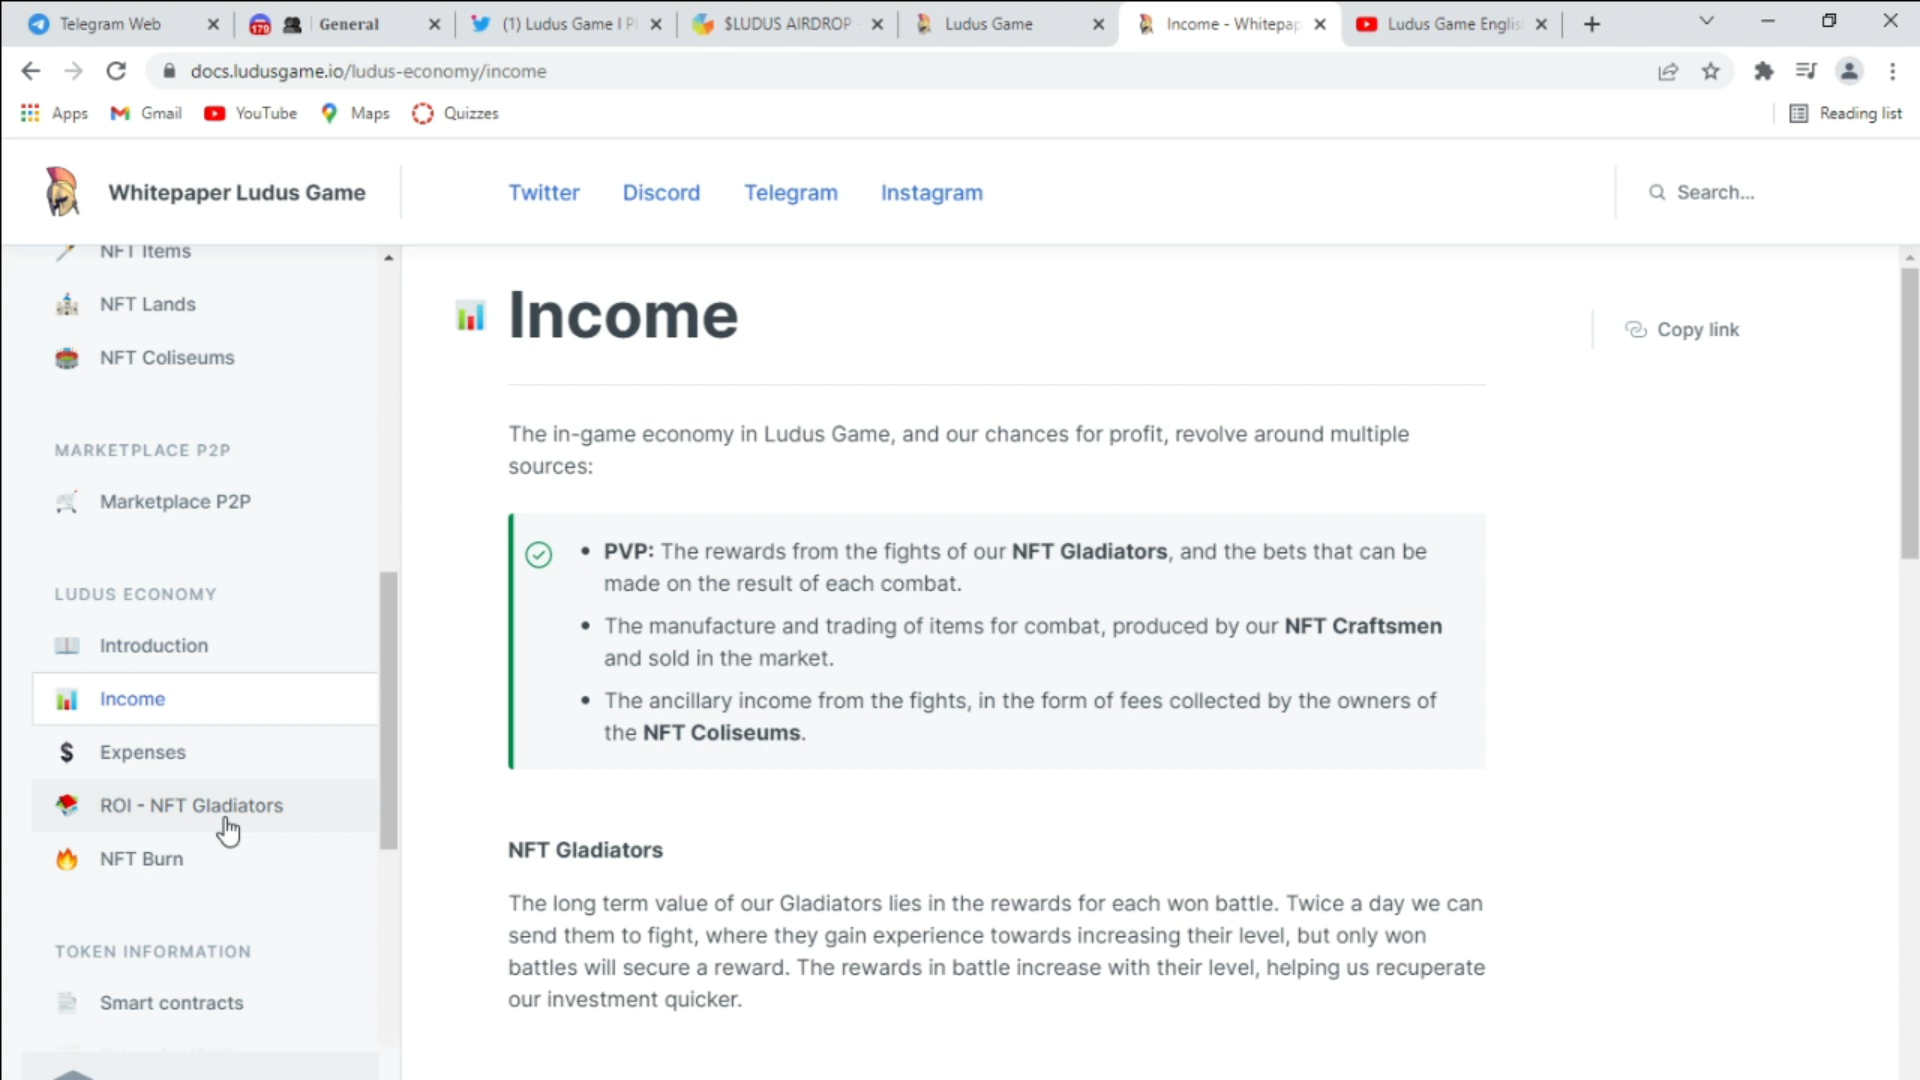 Telegram Web
179
General
(1) Ludus Game I Pl
$LUDUS AIRDROP
Ludus Game
Income - Whitepap
Ludus Game Englis
docs.ludusgame.io/ludus-economy/income
Apps
Gmail
YouTube
Maps
Quizzes
Reading list
Whitepaper Ludus Game
Twitter
Discord
Telegram
Instagram
Search...
NFT Items
NFT Lands
NFT Coliseums
MARKETPLACE P2P
Marketplace P2P
LUDUS ECONOMY
Introduction
Income
$ Expenses
ROI - NFT Gladiators
NFT Burn
TOKEN INFORMATION
Smart contracts
Income
Copy link
The in-game economy in Ludus Game, and our chances for profit, revolve around multiple
sources:
• PVP: The rewards from the fights of our NFT Gladiators, and the bets that can be
made on the result of each combat.
• The manufacture and trading of items for combat, produced by our NFT Craftsmen
and sold in the market.
• The ancillary income from the fights, in the form of fees collected by the owners of
the NFT Coliseums.
NFT Gladiators
The long term value of our Gladiators lies in the rewards for each won battle. Twice a day we can
send them to fight, where they gain experience towards increasing their level, but only won
battles will secure a reward. The rewards in battle increase with their level, helping us recuperate
our investment quicker.